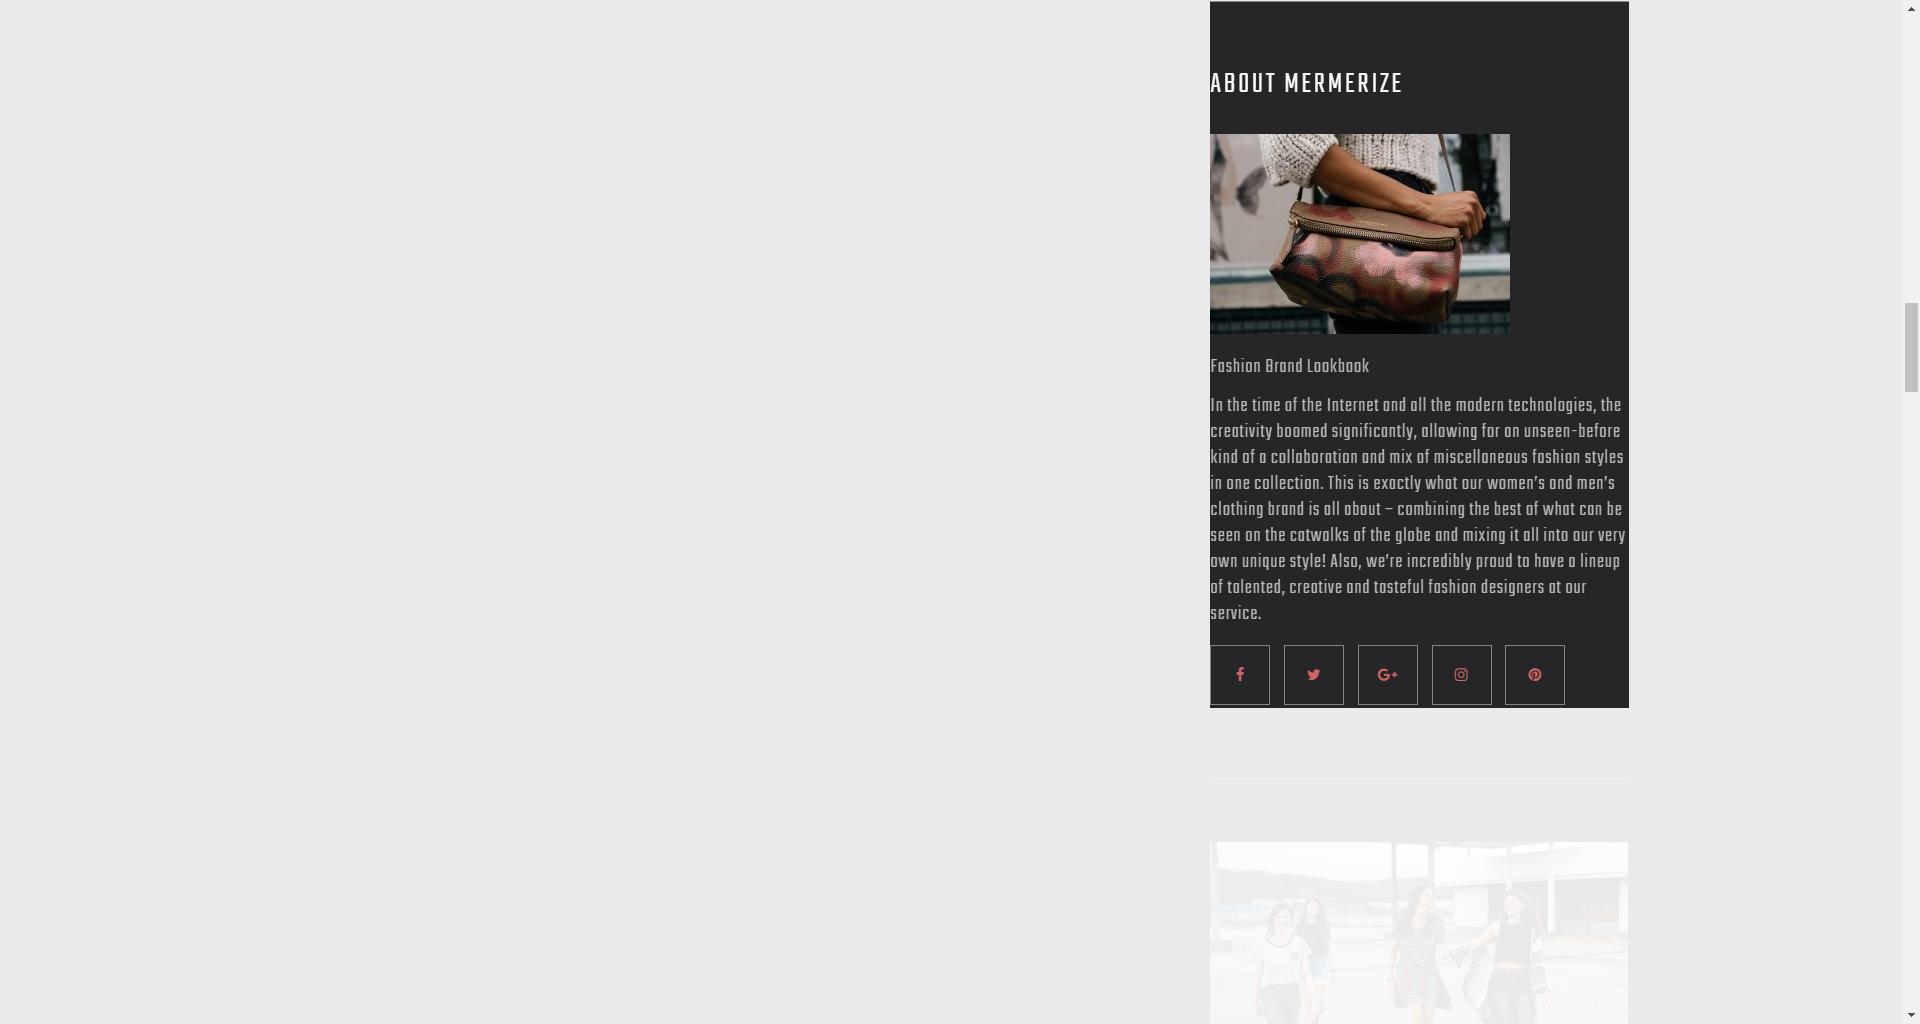 ABOUT MERMERIZE
Fashion Brand Lookbook
In the time of the Internet and all the modern technologies, the
creativity boomed significantly, allowing for an unseen-before
kind of a collaboration and mix of miscellaneous fashion styles
in one collection. This is exactly what our women’s and men’s
clothing brand is all about – combining the best of what can be
seen on the catwalks of the globe and mixing it all into our very
own unique style! Also, we’re incredibly proud to have a lineup
of talented, creative and tasteful fashion designers at our
service.